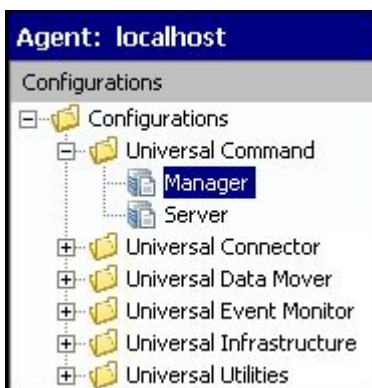 Agent: localhost
Configurations
Configurations
Universal Command
Manager
Server
Universal Connector
Universal Data Mover
Universal Event Monitor
Universal Infrastructure
Universal Utilities